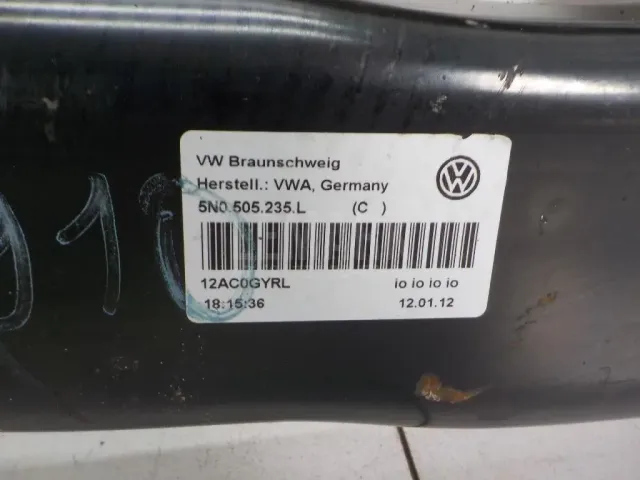 VW Braunschweig
Herstell.: VWA, Germany
5N0.505.235.L (C )
12AC0GYRL io io io io
18:15:36 12.01.12
910